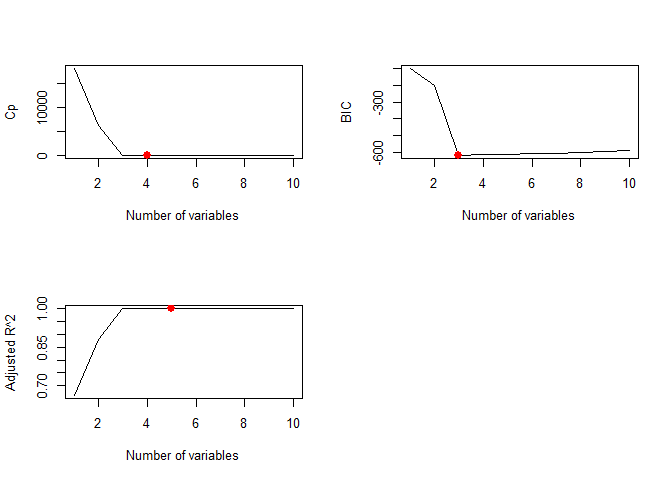 Cp
10000
0
2 4 6 8 10
Number of variables
BIC
-300
-600
2 4 6 8 10
Number of variables
Adjusted R^2
1.00
0.85
0.70
2 4 6 8 10
Number of variables